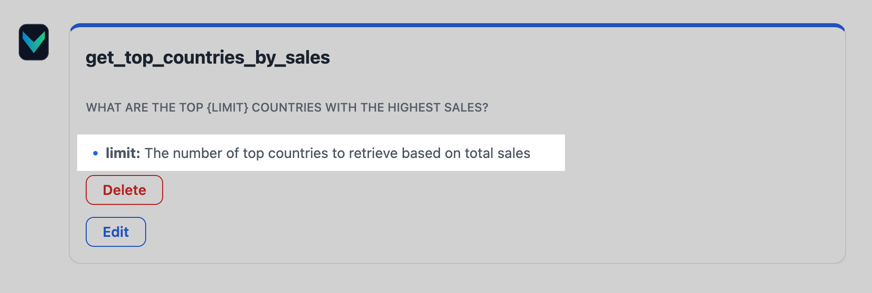 get_top_countries_by_sales
WHAT ARE THE TOP {LIMIT} COUNTRIES WITH THE HIGHEST SALES?
• limit: The number of top countries to retrieve based on total sales
Delete
Edit